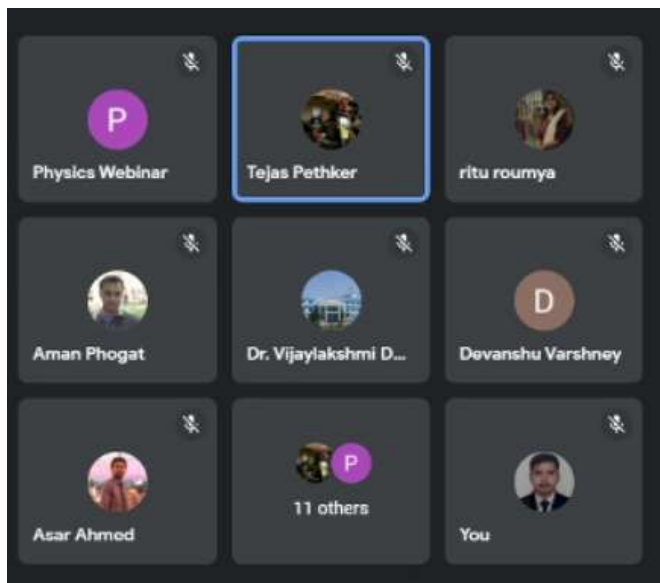 P
Physics Webinar
Tejas Pethker
ritu roumya
Aman Phogat
Dr. Vijaylakshmi D...
D
Devanshu Varshney
Asar Ahmed
P
11 others
You